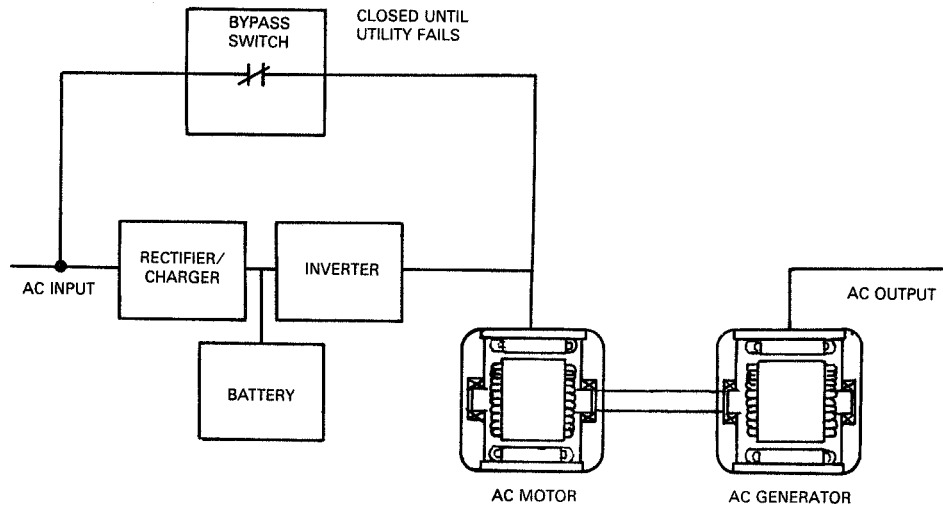 BYPASS
SWITCH
CLOSED UNTIL
UTILITY FAILS
RECTIFIER/
CHARGER
INVERTER
AC INPUT
AC OUTPUT
BATTERY
AC MOTOR
AC GENERATOR